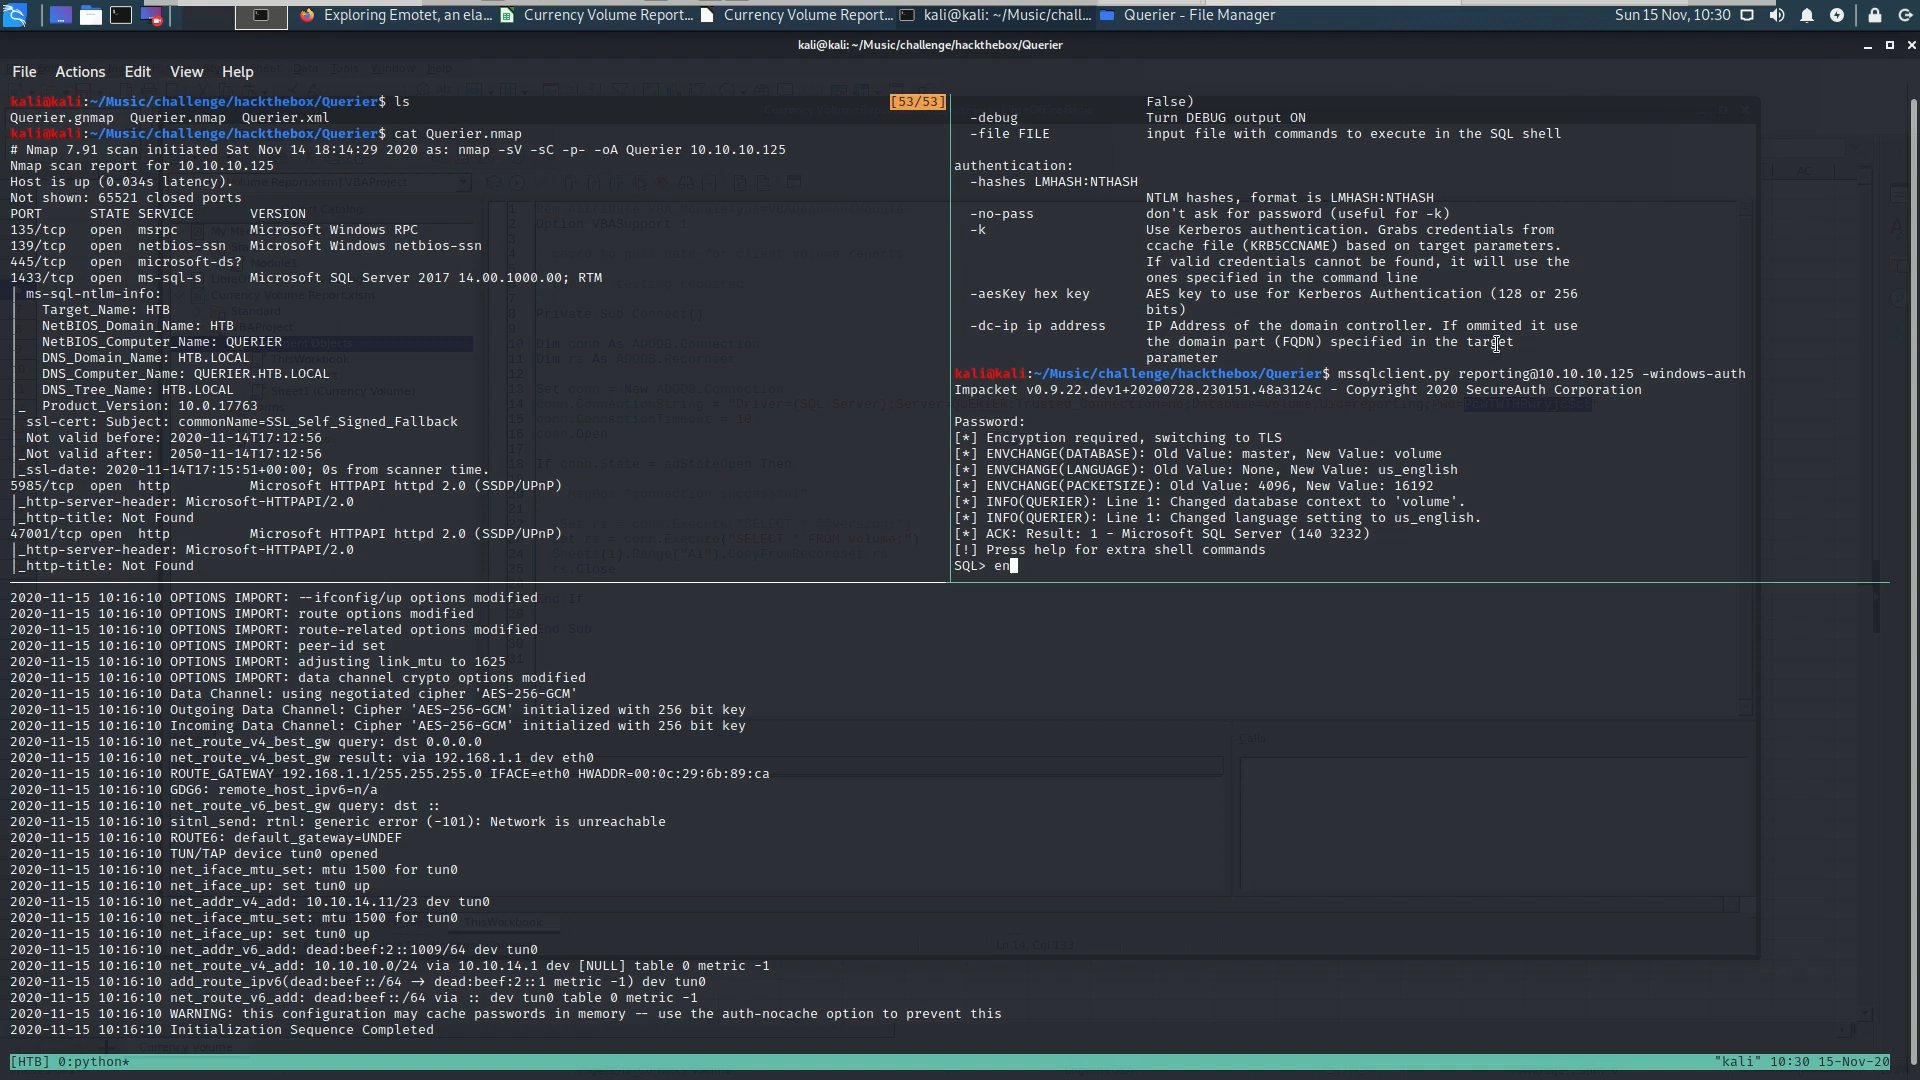 Exploring Emotet, an ela...
Currency Volume Report...
Currency Volume Report...
kali@kali: ~/Music/chall...
Querier - File Manager
Sun 15 Nov, 10:30
kali@kali: ~/Music/challenge/hackthebox/Querier
File Actions Edit View Help
kali@kali:~/Music/challenge/hackthebox/Querier$ ls
[53/53]
Querier.gnmap  Querier.nmap  Querier.xml
kali@kali:~/Music/challenge/hackthebox/Querier$ cat Querier.nmap
# Nmap 7.91 scan initiated Sat Nov 14 18:14:29 2020 as: nmap -sV -sC -p- -oA Querier 10.10.10.125
Nmap scan report for 10.10.10.125
Host is up (0.034s latency).
Not shown: 65521 closed ports
PORT      STATE SERVICE       VERSION
135/tcp   open  msrpc         Microsoft Windows RPC
139/tcp   open  netbios-ssn   Microsoft Windows netbios-ssn
445/tcp   open  microsoft-ds?
1433/tcp  open  ms-sql-s      Microsoft SQL Server 2017 14.00.1000.00; RTM
| ms-sql-ntlm-info:
|   Target_Name: HTB
|   NetBIOS_Domain_Name: HTB
|   NetBIOS_Computer_Name: QUERIER
|   DNS_Domain_Name: HTB.LOCAL
|   DNS_Computer_Name: QUERIER.HTB.LOCAL
|   DNS_Tree_Name: HTB.LOCAL
|_  Product_Version: 10.0.17763
| ssl-cert: Subject: commonName=SSL_Self_Signed_Fallback
| Not valid before: 2020-11-14T17:12:56
|_Not valid after:  2050-11-14T17:12:56
|_ssl-date: 2020-11-14T17:15:51+00:00; 0s from scanner time.
5985/tcp  open  http          Microsoft HTTPAPI httpd 2.0 (SSDP/UPnP)
|_http-server-header: Microsoft-HTTPAPI/2.0
|_http-title: Not Found
47001/tcp open  http          Microsoft HTTPAPI httpd 2.0 (SSDP/UPnP)
|_http-server-header: Microsoft-HTTPAPI/2.0
|_http-title: Not Found
False)
-debug                Turn DEBUG output ON
-file FILE            input file with commands to execute in the SQL shell
authentication:
-hashes LMHASH:NTHASH
NTLM hashes, format is LMHASH:NTHASH
-no-pass              don't ask for password (useful for -k)
-k                    Use Kerberos authentication. Grabs credentials from
ccache file (KRB5CCNAME) based on target parameters.
If valid credentials cannot be found, it will use the
ones specified in the command line
-aesKey hex key       AES key to use for Kerberos Authentication (128 or 256
bits)
-dc-ip ip address     IP Address of the domain controller. If ommited it use
the domain part (FQDN) specified in the target
parameter
kali@kali:~/Music/challenge/hackthebox/Querier$ mssqlclient.py reporting@10.10.10.125 -windows-auth
Impacket v0.9.22.dev1+20200728.230151.48a3124c - Copyright 2020 SecureAuth Corporation
Password:
[*] Encryption required, switching to TLS
[*] ENVCHANGE(DATABASE): Old Value: master, New Value: volume
[*] ENVCHANGE(LANGUAGE): Old Value: None, New Value: us_english
[*] ENVCHANGE(PACKETSIZE): Old Value: 4096, New Value: 16192
[*] INFO(QUERIER): Line 1: Changed database context to 'volume'.
[*] INFO(QUERIER): Line 1: Changed language setting to us_english.
[*] ACK: Result: 1 - Microsoft SQL Server (140 3232)
[!] Press help for extra shell commands
SQL> en
2020-11-15 10:16:10 OPTIONS IMPORT: --ifconfig/up options modified
2020-11-15 10:16:10 OPTIONS IMPORT: route options modified
2020-11-15 10:16:10 OPTIONS IMPORT: route-related options modified
2020-11-15 10:16:10 OPTIONS IMPORT: peer-id set
2020-11-15 10:16:10 OPTIONS IMPORT: adjusting link_mtu to 1625
2020-11-15 10:16:10 OPTIONS IMPORT: data channel crypto options modified
2020-11-15 10:16:10 Data Channel: using negotiated cipher 'AES-256-GCM'
2020-11-15 10:16:10 Outgoing Data Channel: Cipher 'AES-256-GCM' initialized with 256 bit key
2020-11-15 10:16:10 Incoming Data Channel: Cipher 'AES-256-GCM' initialized with 256 bit key
2020-11-15 10:16:10 net_route_v4_best_gw query: dst 0.0.0.0
2020-11-15 10:16:10 net_route_v4_best_gw result: via 192.168.1.1 dev eth0
2020-11-15 10:16:10 ROUTE_GATEWAY 192.168.1.1/255.255.255.0 IFACE=eth0 HWADDR=00:0c:29:6b:89:ca
2020-11-15 10:16:10 GDG6: remote_host_ipv6=n/a
2020-11-15 10:16:10 net_route_v6_best_gw query: dst ::
2020-11-15 10:16:10 sitnl_send: rtnl: generic error (-101): Network is unreachable
2020-11-15 10:16:10 ROUTE6: default_gateway=UNDEF
2020-11-15 10:16:10 TUN/TAP device tun0 opened
2020-11-15 10:16:10 net_iface_mtu_set: mtu 1500 for tun0
2020-11-15 10:16:10 net_iface_up: set tun0 up
2020-11-15 10:16:10 net_addr_v4_add: 10.10.14.11/23 dev tun0
2020-11-15 10:16:10 net_iface_mtu_set: mtu 1500 for tun0
2020-11-15 10:16:10 net_iface_up: set tun0 up
2020-11-15 10:16:10 net_addr_v6_add: dead:beef:2::1009/64 dev tun0
2020-11-15 10:16:10 net_route_v4_add: 10.10.10.0/24 via 10.10.14.1 dev [NULL] table 0 metric -1
2020-11-15 10:16:10 add_route_ipv6(dead:beef::/64 -> dead:beef:2::1 metric -1) dev tun0
2020-11-15 10:16:10 net_route_v6_add: dead:beef::/64 via :: dev tun0 table 0 metric -1
2020-11-15 10:16:10 WARNING: this configuration may cache passwords in memory -- use the auth-nocache option to prevent this
2020-11-15 10:16:10 Initialization Sequence Completed
[HTB] 0:python*
"kali" 10:30 15-Nov-20